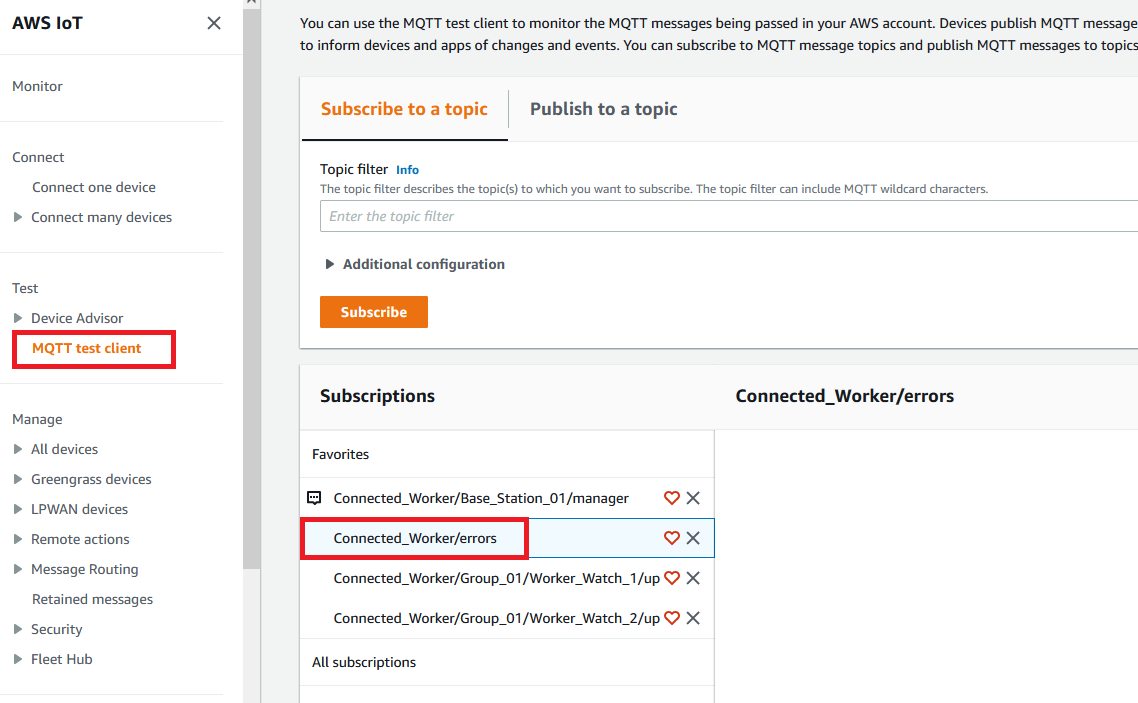 AWS IoT
Monitor
Connect
Connect one device
Connect many devices
Test
Device Advisor
MQTT test client
Manage
All devices
Greengrass devices
LPWAN devices
Remote actions
Message Routing
Retained messages
Security
Fleet Hub
You can use the MQTT test client to monitor the MQTT messages being passed in your AWS account. Devices publish MQTT message
to inform devices and apps of changes and events. You can subscribe to MQTT message topics and publish MQTT messages to topics
Subscribe to a topic
Publish to a topic
Topic filter Info
The topic filter describes the topic(s) to which you want to subscribe. The topic filter can include MQTT wildcard characters.
Enter the topic filter
Additional configuration
Subscribe
Subscriptions
Favorites
Connected_Worker/Base_Station_01/manager
Connected_Worker/errors
Connected_Worker/Group_01/Worker_Watch_1/up
Connected_Worker/Group_01/Worker_Watch_2/up
All subscriptions
Connected_Worker/errors